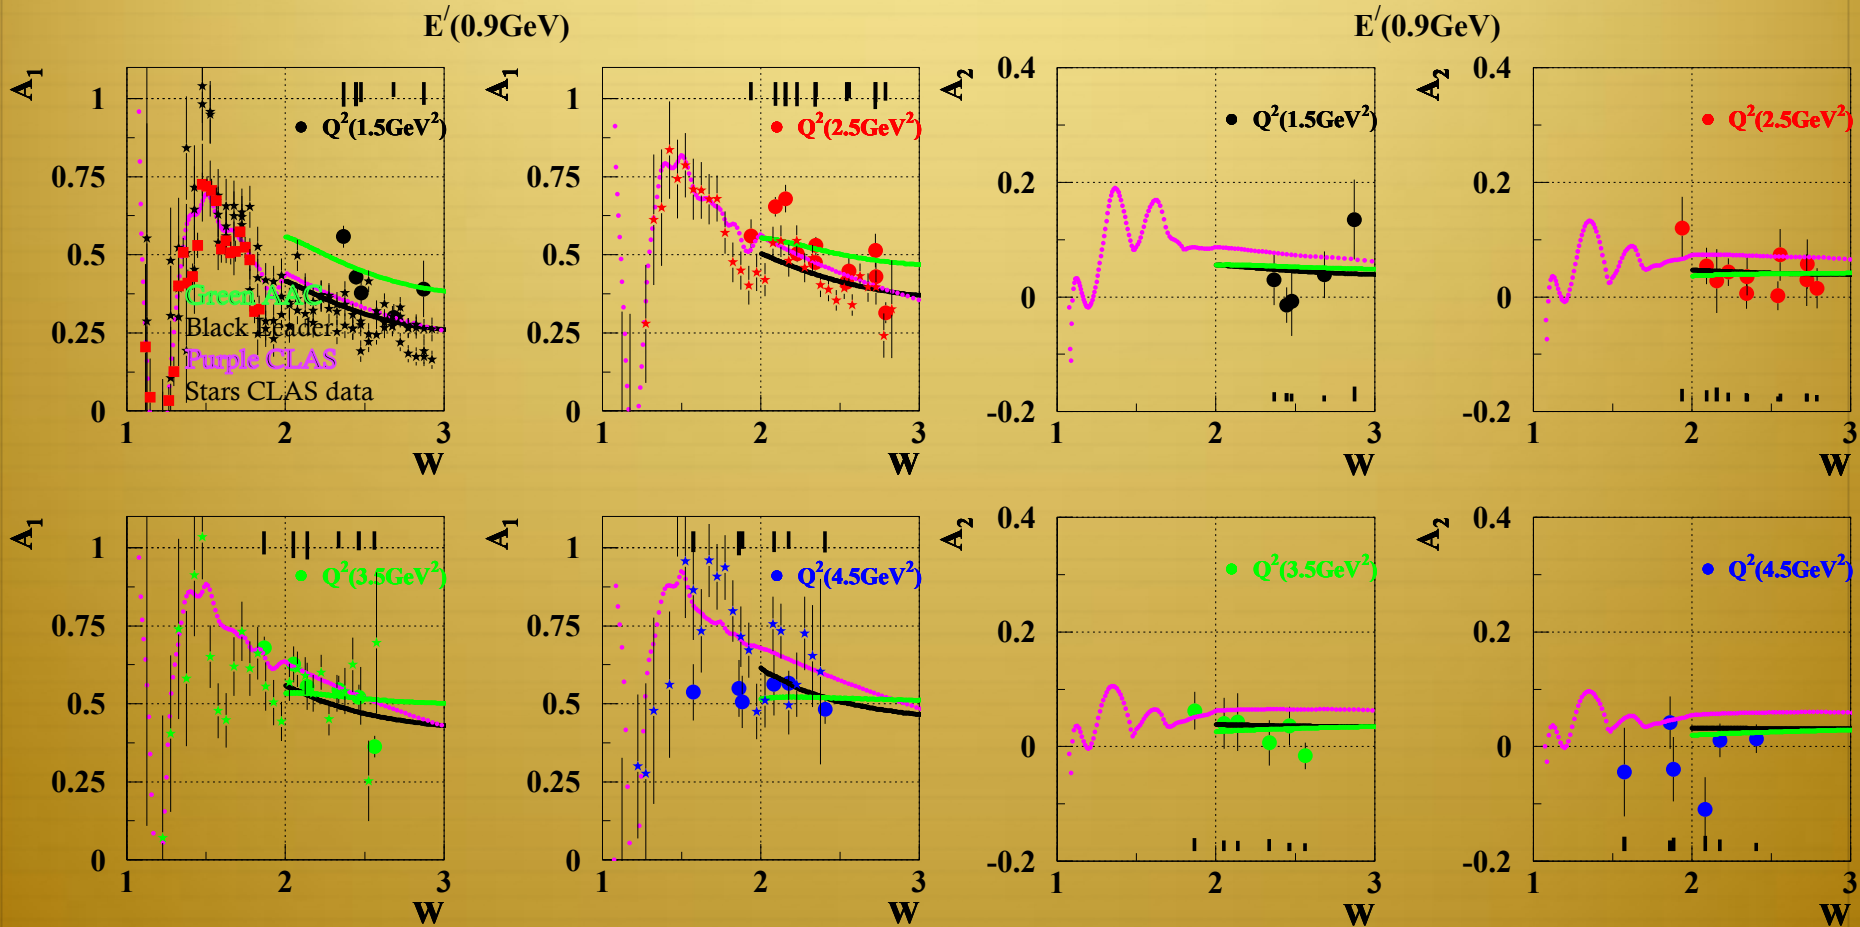 E/(0.9GeV)
E/(0.9GeV)
A1
1
0.75
0.5
0.25
0
1 2 3
W
Q2(1.5GeV2)
Green AAC
Black Leader
Purple CLAS
Stars CLAS data
A1
1
0.75
0.5
0.25
0
1 2 3
W
Q2(2.5GeV2)
A2
0.4
0.2
0
-0.2
1 2 3
W
Q2(1.5GeV2)
A2
0.4
0.2
0
-0.2
1 2 3
W
Q2(2.5GeV2)
A1
1
0.75
0.5
0.25
0
1 2 3
W
Q2(3.5GeV2)
A1
1
0.75
0.5
0.25
0
1 2 3
W
Q2(4.5GeV2)
A2
0.4
0.2
0
-0.2
1 2 3
W
Q2(3.5GeV2)
A2
0.4
0.2
0
-0.2
1 2 3
W
Q2(4.5GeV2)